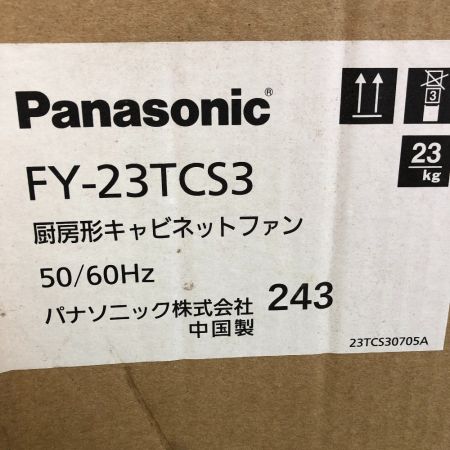 Panasonic®
FY-23TCS3
厨房形キャビネットファン
50/60Hz
パナソニック株式会社 243
中国製
3
23
kg
23TCS30705A